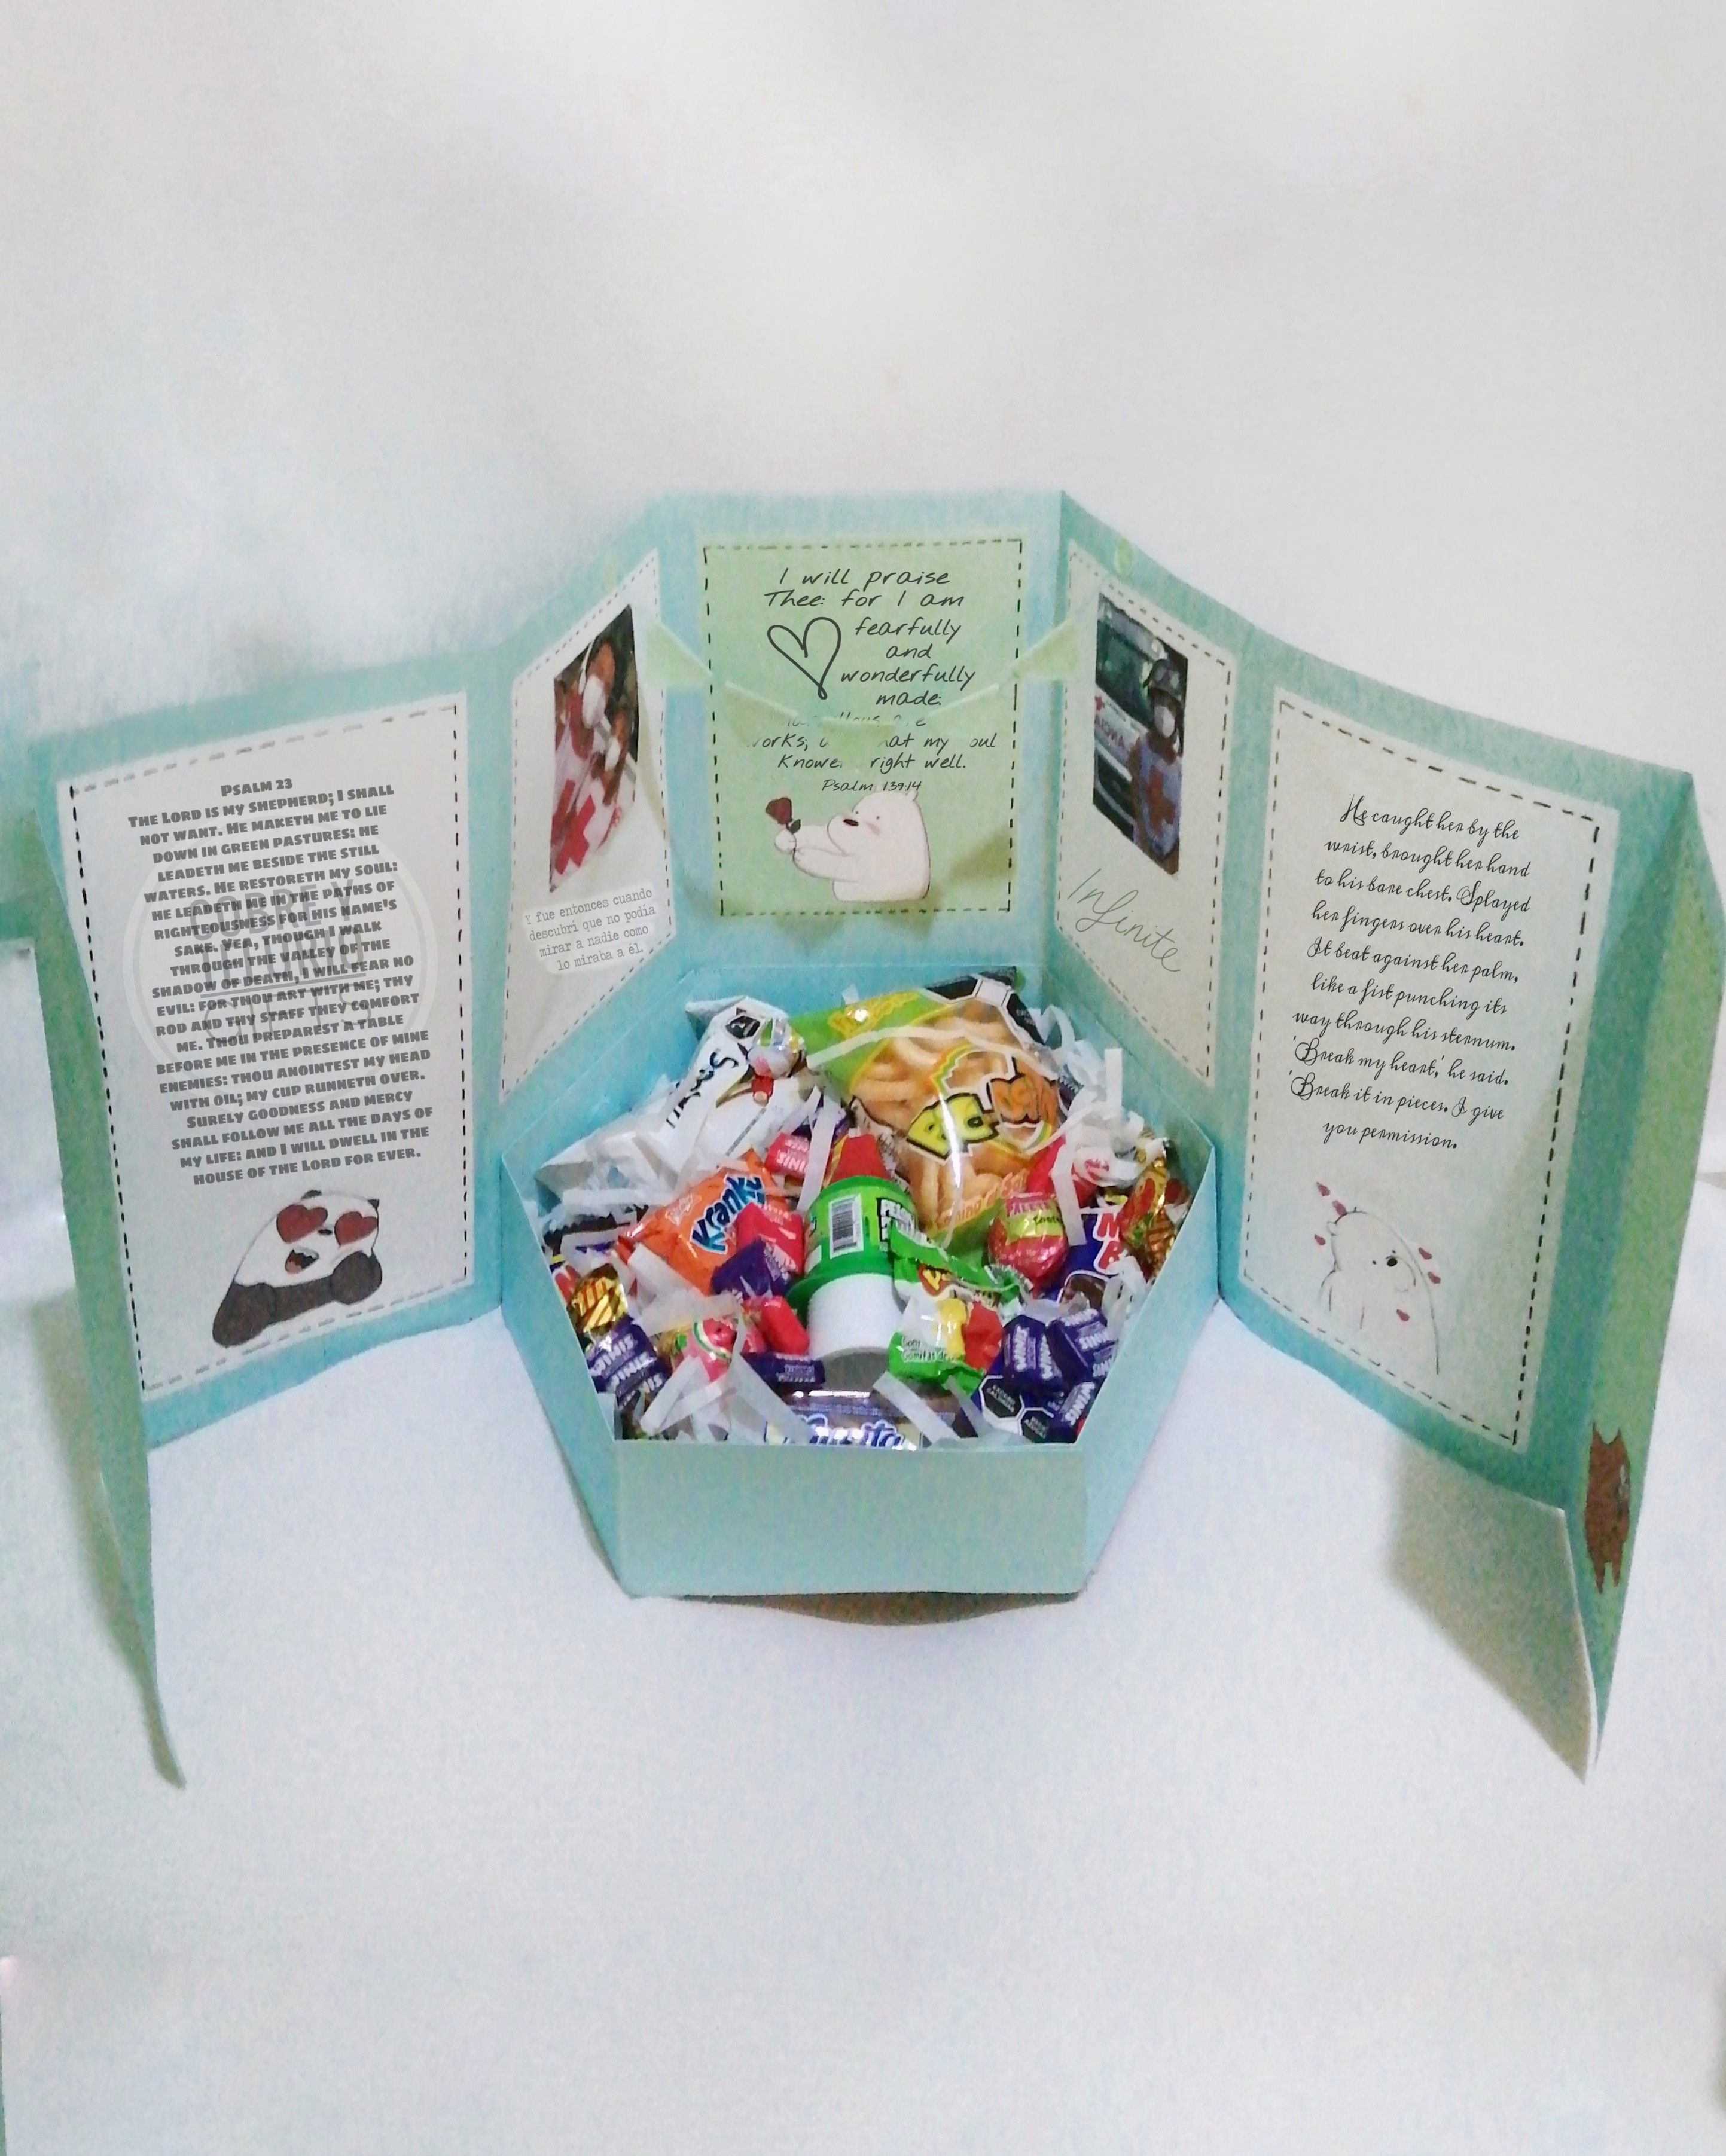 PSALM 23
THE LORD IS MY SHEPHERD; I SHALL
NOT WANT. HE MAKETH ME TO LIE
DOWN IN GREEN PASTURES: HE
LEADETH ME BESIDE THE STILL
WATERS. HE RESTORETH MY SOUL:
HE LEADETH ME IN THE PATHS OF
RIGHTEOUSNESS FOR HIS NAME'S
SAKE. YEA, THOUGH I WALK
THROUGH THE VALLEY OF THE
SHADOW OF DEATH, I WILL FEAR NO
EVIL: FOR THOU ART WITH ME; THY
ROD AND THY STAFF THEY COMFORT
ME. THOU PREPAREST A TABLE
BEFORE ME IN THE PRESENCE OF MINE
ENEMIES: THOU ANOINTEST MY HEAD
WITH OIL; MY CUP RUNNETH OVER.
SURELY GOODNESS AND MERCY
SHALL FOLLOW ME ALL THE DAYS OF
MY LIFE: AND I WILL DWELL IN THE
HOUSE OF THE LORD FOR EVER.
Y fue entonces cuando
descubrí que no podía
mirar a nadie como
lo miraba a él.
I will praise
Thee: for I am
fearfully
and
wonderfully
made:
my
right well.
Psalm 139:14
Infinite
He caught her by the
wrist, brought her hand
to his bare chest. Splayed
her fingers over his heart.
It beat against her palm,
like a fist punching its
way through his sternum.
'Break my heart,' he said.
'Break it in pieces. I give
you permission.
Kranky